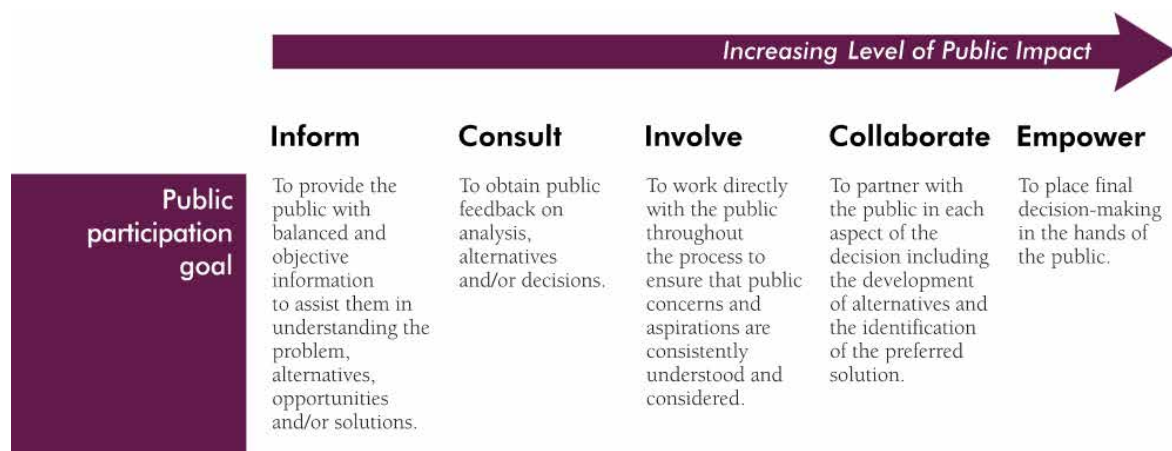 Increasing Level of Public Impact
Inform
Consult
Involve
Collaborate
Empower
Public
participation
goal
To provide the
public with
balanced and
objective
information
to assist them in
understanding the
problem,
alternatives,
opportunities
and/or solutions.
To obtain public
feedback on
analysis,
alternatives
and/or decisions.
To work directly
with the public
throughout
the process to
ensure that public
concerns and
aspirations are
consistently
understood and
considered.
To partner with
the public in each
aspect of the
decision including
the development
of alternatives and
the identification
of the preferred
solution.
To place final
decision-making
in the hands of
the public.